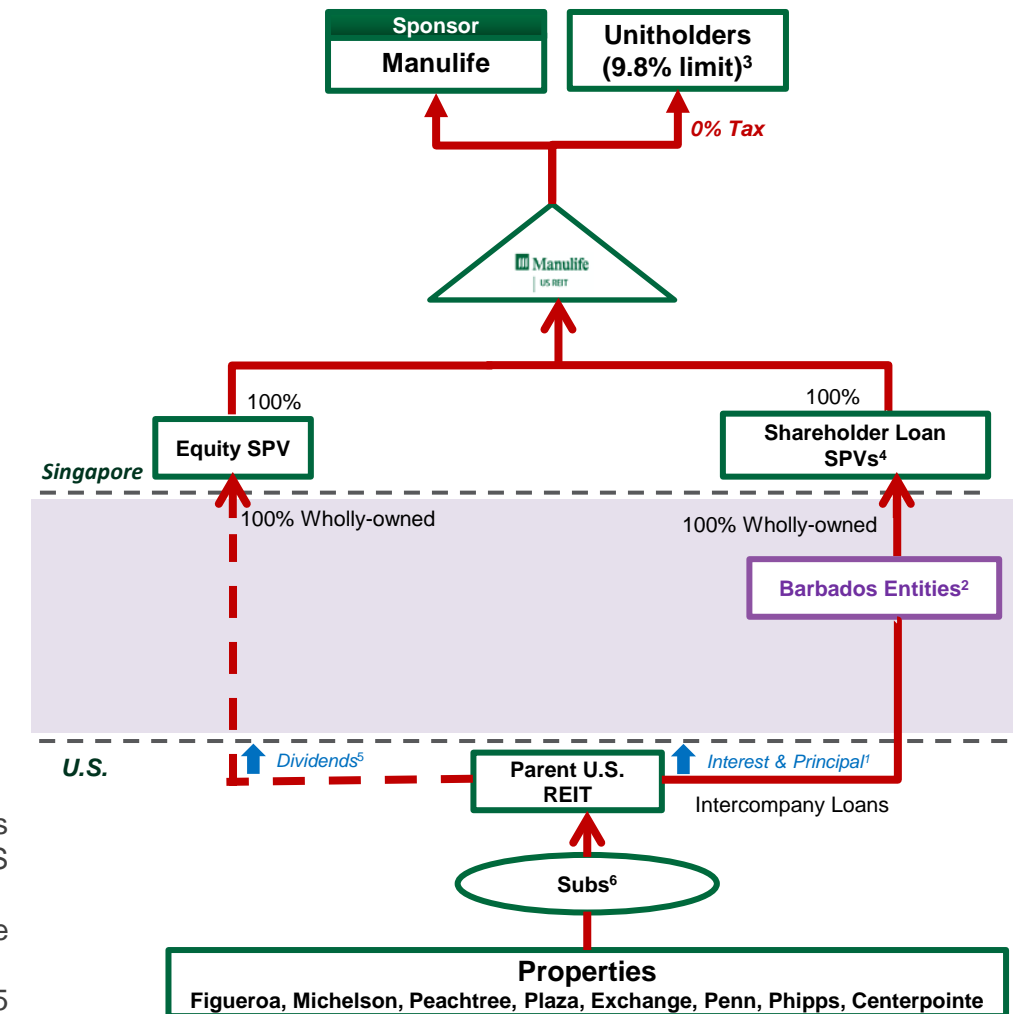 Sponsor
Manulife
Unitholders
(9.8% limit)³
0% Tax
Manulife
US REIT
100%
100%
Equity SPV
Shareholder Loan
SPVs⁴
Singapore
100% Wholly-owned
100% Wholly-owned
Barbados Entities²
U.S.
Dividends⁵
Parent U.S.
REIT
Interest & Principal¹
Intercompany Loans
s
S
Subs⁶
e
Properties
Figueroa, Michelson, Peachtree, Plaza, Exchange, Penn, Phipps, Centerpointe
5